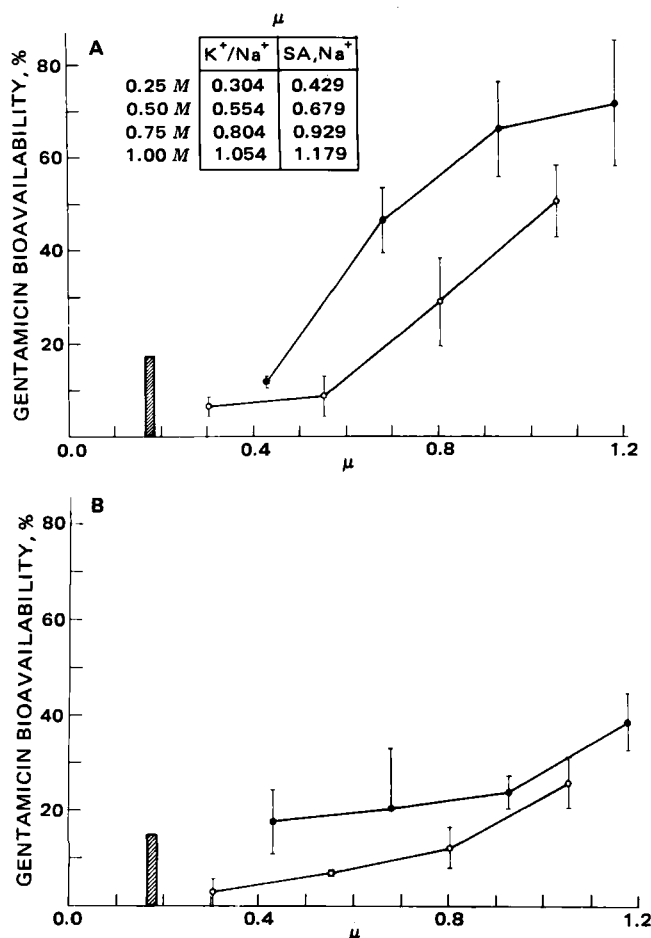 μ
A
K⁺/Na⁺ SA,Na⁺
0.25 M 0.304 0.429
0.50 M 0.554 0.679
0.75 M 0.804 0.929
1.00 M 1.054 1.179
GENTAMICIN BIOAVAILABILITY, %
80
60
40
20
0.0 0.4 0.8 1.2
μ
B
GENTAMICIN BIOAVAILABILITY, %
80
60
40
20
0.0 0.4 0.8 1.2
μ